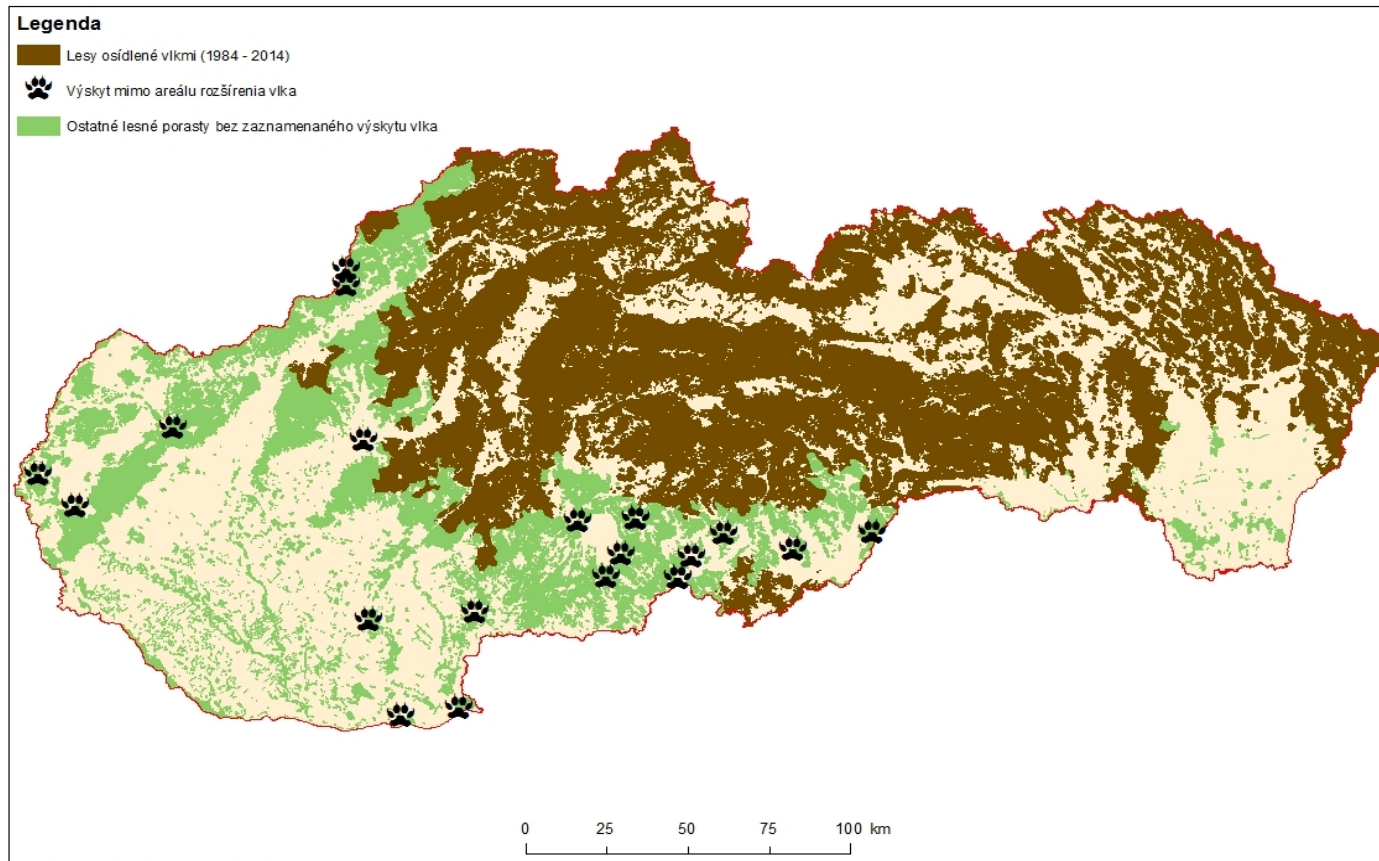 Legenda
Lesy osídlené vlkmi (1984 - 2014)
Výskyt mimo areálu rozšírenia vlka
Ostatné lesné porasty bez zaznamenaného výskytu vlka
0 25 50 75 100 km